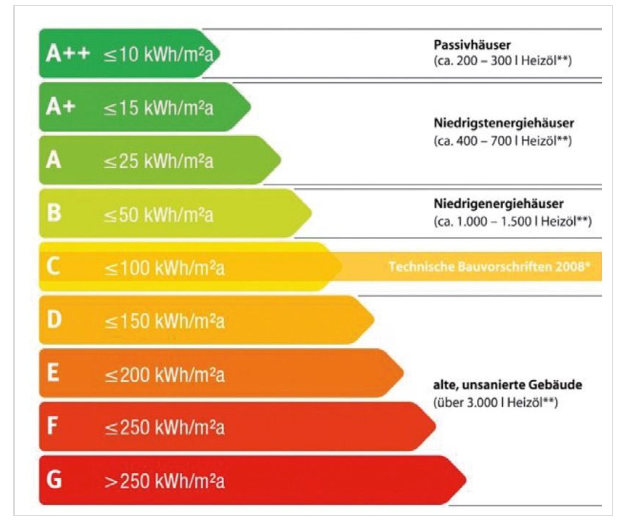 A++ ≤10 kWh/m²a
Passivhäuser
(ca. 200 – 300 l Heizöl**)
A+ ≤15 kWh/m²a
Niedrigstenergiehäuser
(ca. 400 – 700 l Heizöl**)
A ≤25 kWh/m²a
B ≤50 kWh/m²a
Niedrigenergiehäuser
(ca. 1.000 – 1.500 l Heizöl**)
C ≤100 kWh/m²a
Technische Bauvorschriften 2008*
D ≤150 kWh/m²a
E ≤200 kWh/m²a
alte, unsanierte Gebäude
(über 3.000 l Heizöl**)
F ≤250 kWh/m²a
G >250 kWh/m²a